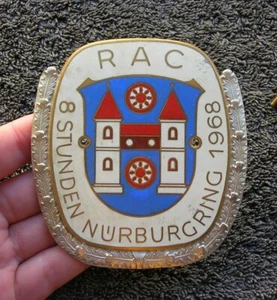 RAC
8 STUNDEN NÜRBURGRING 1968